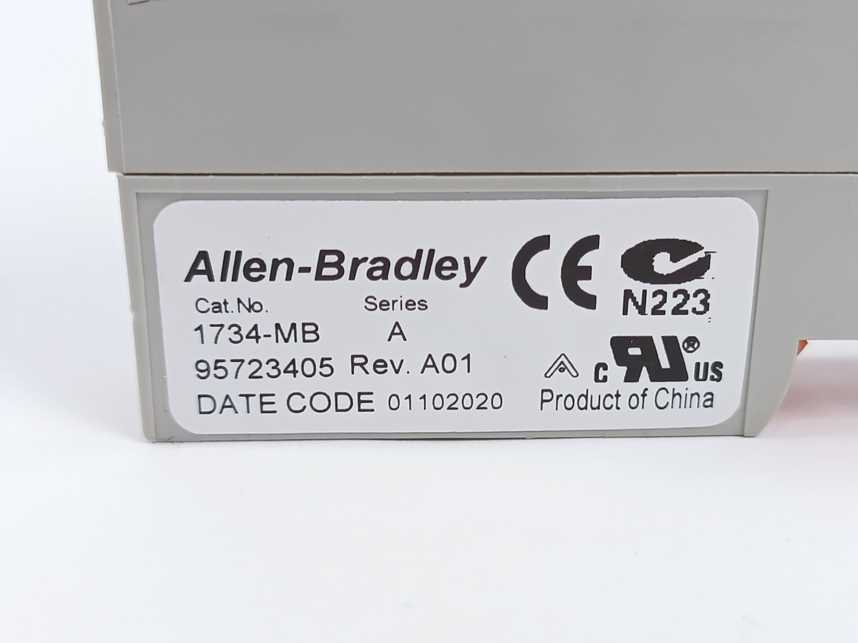 Allen-Bradley CE N223
Cat.No. Series
1734-MB A
95723405 Rev. A01
c RU ® US
DATE CODE 01102020 Product of China